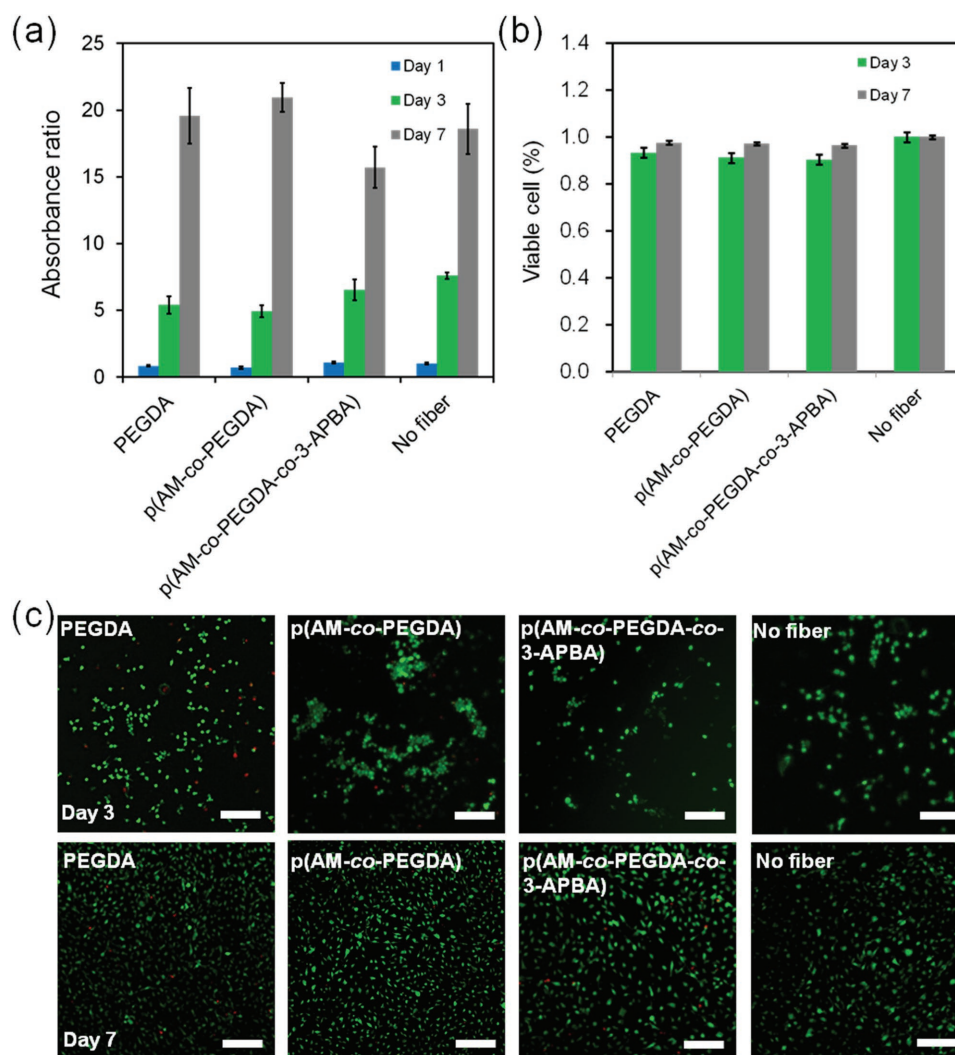 (a)
25
20
15
10
5
0
Absorbance ratio
Day 1
Day 3
Day 7
PEGDA
p(AM-co-PEGDA)
p(AM-co-PEGDA-co-3-APBA)
No fiber
(b)
1.4
1.2
1.0
0.8
0.6
0.4
0.2
0.0
Viable cell (%)
Day 3
Day 7
PEGDA
p(AM-co-PEGDA)
p(AM-co-PEGDA-co-3-APBA)
No fiber
(c)
PEGDA
Day 3
p(AM-co-PEGDA)
p(AM-co-PEGDA-co-
3-APBA)
No fiber
PEGDA
Day 7
p(AM-co-PEGDA)
p(AM-co-PEGDA-co-
3-APBA)
No fiber